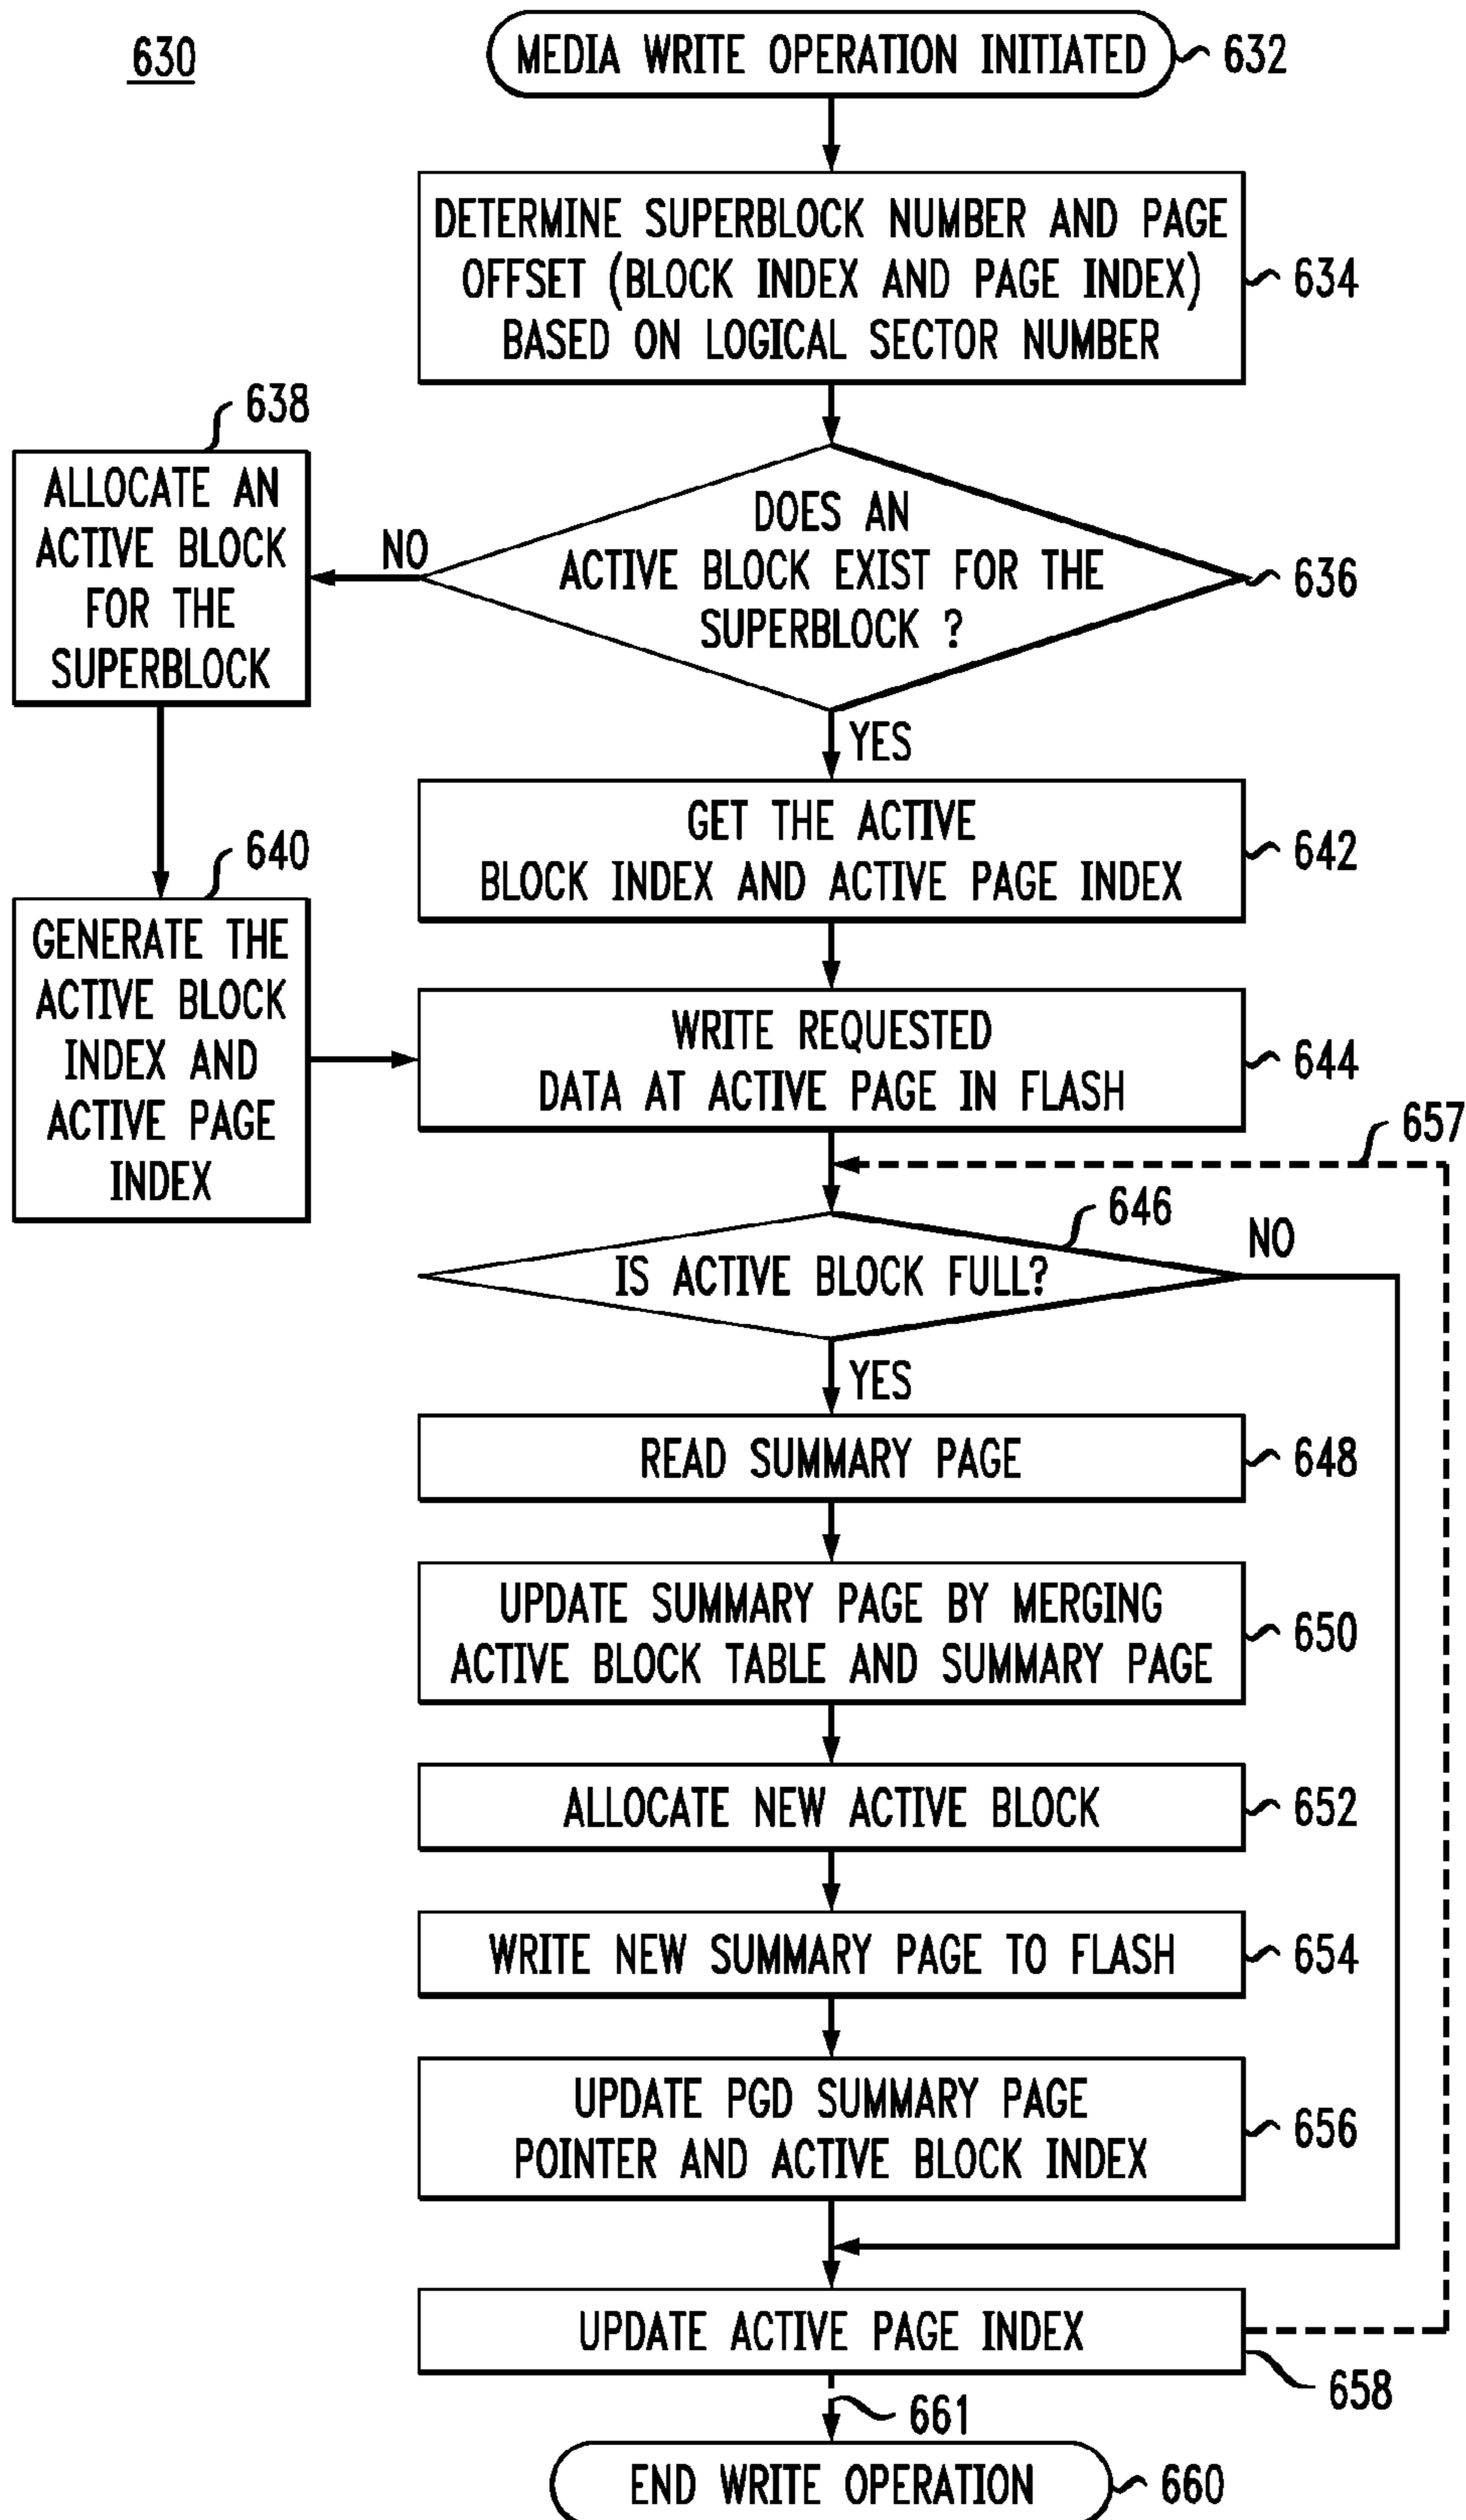 630
MEDIA WRITE OPERATION INITIATED
632
DETERMINE SUPERBLOCK NUMBER AND PAGE
OFFSET (BLOCK INDEX AND PAGE INDEX)
BASED ON LOGICAL SECTOR NUMBER
634
638
ALLOCATE AN
ACTIVE BLOCK
FOR THE
SUPERBLOCK
NO
DOES AN
ACTIVE BLOCK EXIST FOR THE
SUPERBLOCK ?
636
YES
GET THE ACTIVE
BLOCK INDEX AND ACTIVE PAGE INDEX
642
640
GENERATE THE
ACTIVE BLOCK
INDEX AND
ACTIVE PAGE
INDEX
WRITE REQUESTED
DATA AT ACTIVE PAGE IN FLASH
644
657
646
IS ACTIVE BLOCK FULL?
NO
YES
READ SUMMARY PAGE
648
UPDATE SUMMARY PAGE BY MERGING
ACTIVE BLOCK TABLE AND SUMMARY PAGE
650
ALLOCATE NEW ACTIVE BLOCK
652
WRITE NEW SUMMARY PAGE TO FLASH
654
UPDATE PGD SUMMARY PAGE
POINTER AND ACTIVE BLOCK INDEX
656
UPDATE ACTIVE PAGE INDEX
658
661
END WRITE OPERATION
660